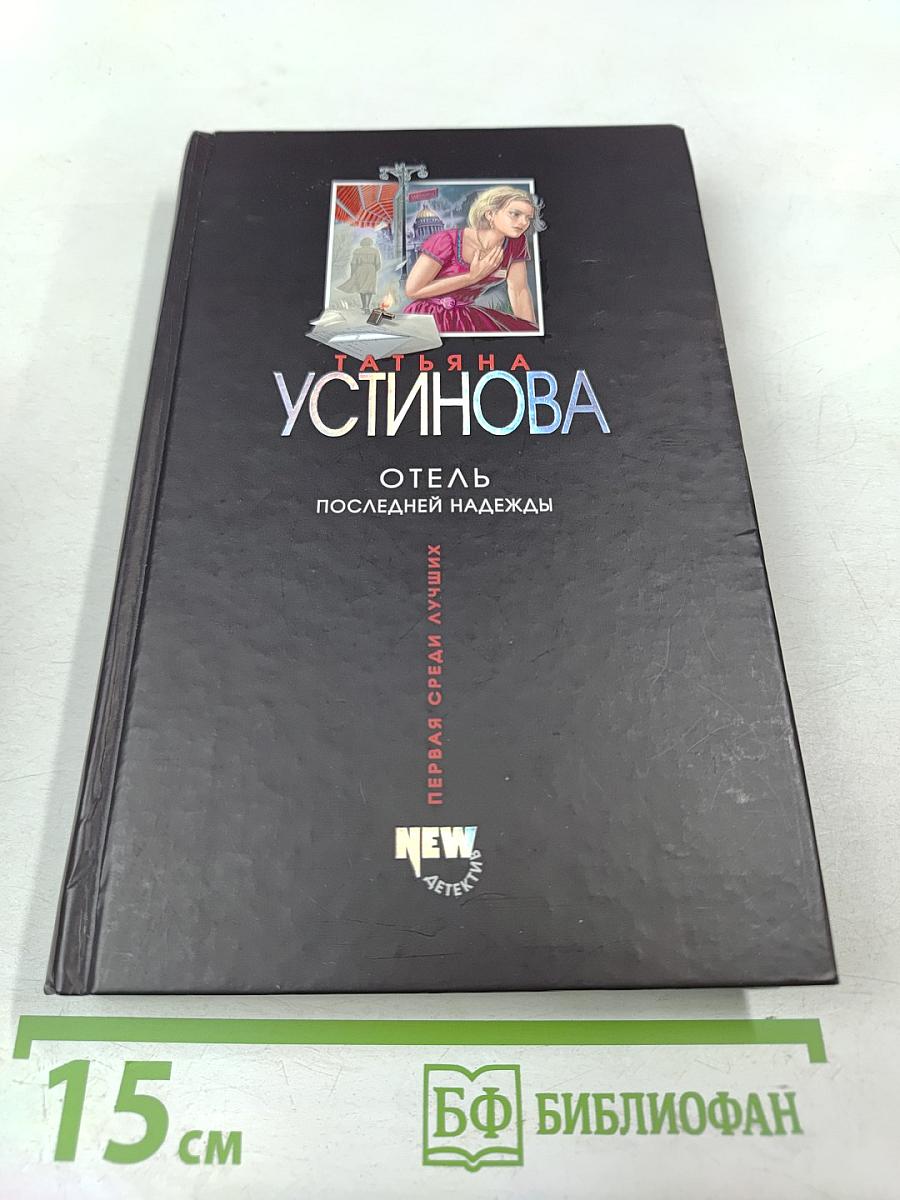 ТАТЬЯНА
УСТИНОВА
ОТЕЛЬ
ПОСЛЕДНЕЙ НАДЕЖДЫ
ПЕРВАЯ СРЕДИ ЛУЧШИХ
NEW
ДЕТЕКТИВ
15 см
БФ БИБЛИОФАН